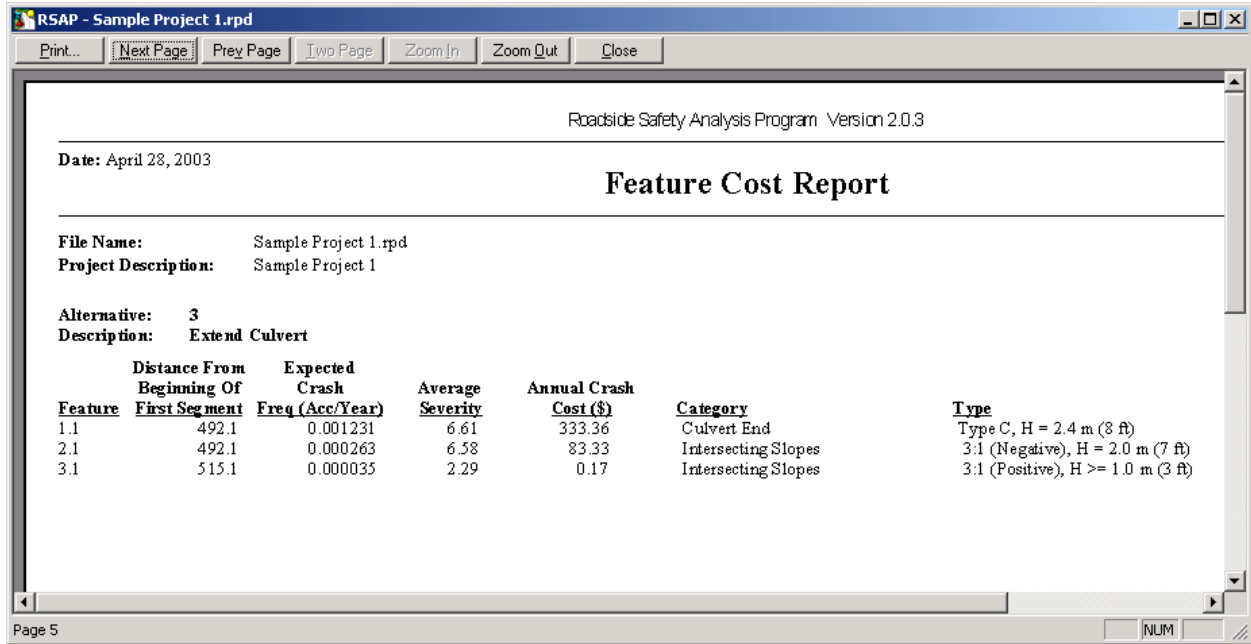 RSAP - Sample Project 1.rpd
Print... Next Page Prev Page Two Page Zoom In Zoom Out Close
Roadside Safety Analysis Program Version 2.0.3
Date: April 28, 2003
Feature Cost Report
File Name: Sample Project 1.rpd
Project Description: Sample Project 1
Alternative: 3
Description: Extend Culvert
Distance From Expected
Beginning Of Crash Average Annual Crash
Feature First Segment Freq (Acc/Year) Severity Cost ($) Category Type
1.1 492.1 0.001231 6.61 333.36 Culvert End Type C, H = 2.4 m (8 ft)
2.1 492.1 0.000263 6.58 83.33 Intersecting Slopes 3:1 (Negative), H = 2.0 m (7 ft)
3.1 515.1 0.000035 2.29 0.17 Intersecting Slopes 3:1 (Positive), H >= 1.0 m (3 ft)
Page 5 NUM